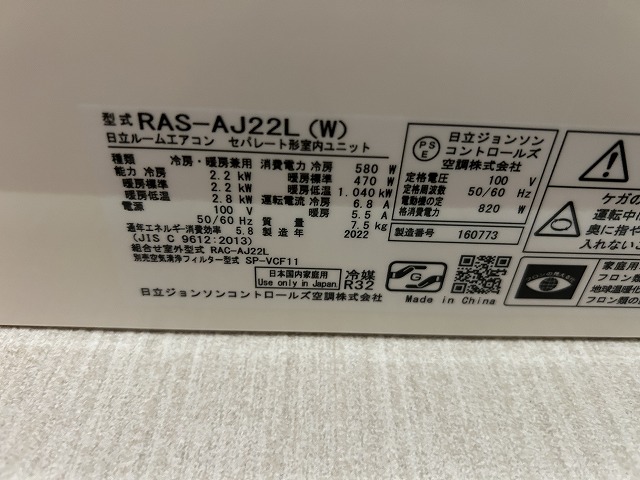 型式 RAS-AJ22L (W)
日立ルームエアコン セパレート形室内ユニット
種類 冷房・暖房兼用
能力 冷房 2.2 kW
暖房標準 2.2 kW
暖房低温 2.8 kW
電源 100 V
50/60 Hz
通年エネルギー消費効率 5.8
(JIS C 9612:2013)
組合せ室外型式 RAC-AJ22L
別売空気清浄フィルター型式 SP-VCF11
消費電力 冷房 580 W
暖房標準 470 W
暖房低温 1.040 kW
運転電流 冷房 6.8 A
暖房 5.5 A
質量 7.5 kg
製造年 2022
日本国内家庭用
Use only in Japan
冷媒
R32
日立ジョンソンコントロールズ空調株式会社
PS
E
日立ジョンソン
コントロールズ
空調株式会社
定格電圧 100 V
定格周波数 50/60 Hz
電動機の定
格消費電力 820 W
製造番号 160773
G
Made in China
ケガの
運転中は
奥に指や
入れないこ
家庭用
フロン類
地球温暖化
フロン類の